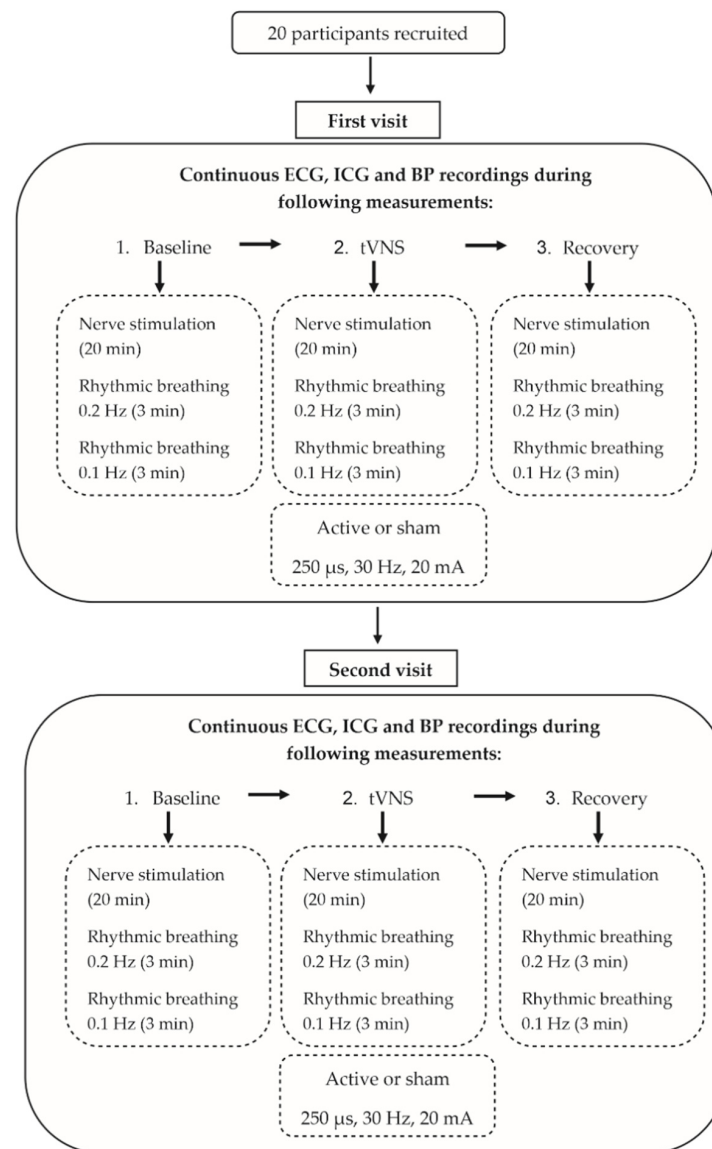 20 participants recruited
First visit
Continuous ECG, ICG and BP recordings during
following measurements:
1. Baseline
2. tVNS
3. Recovery
Nerve stimulation
(20 min)
Rhythmic breathing
0.2 Hz (3 min)
Rhythmic breathing
0.1 Hz (3 min)
Nerve stimulation
(20 min)
Rhythmic breathing
0.2 Hz (3 min)
Rhythmic breathing
0.1 Hz (3 min)
Nerve stimulation
(20 min)
Rhythmic breathing
0.2 Hz (3 min)
Rhythmic breathing
0.1 Hz (3 min)
Active or sham
250 µs, 30 Hz, 20 mA
Second visit
Continuous ECG, ICG and BP recordings during
following measurements:
1. Baseline
2. tVNS
3. Recovery
Nerve stimulation
(20 min)
Rhythmic breathing
0.2 Hz (3 min)
Rhythmic breathing
0.1 Hz (3 min)
Nerve stimulation
(20 min)
Rhythmic breathing
0.2 Hz (3 min)
Rhythmic breathing
0.1 Hz (3 min)
Nerve stimulation
(20 min)
Rhythmic breathing
0.2 Hz (3 min)
Rhythmic breathing
0.1 Hz (3 min)
Active or sham
250 µs, 30 Hz, 20 mA